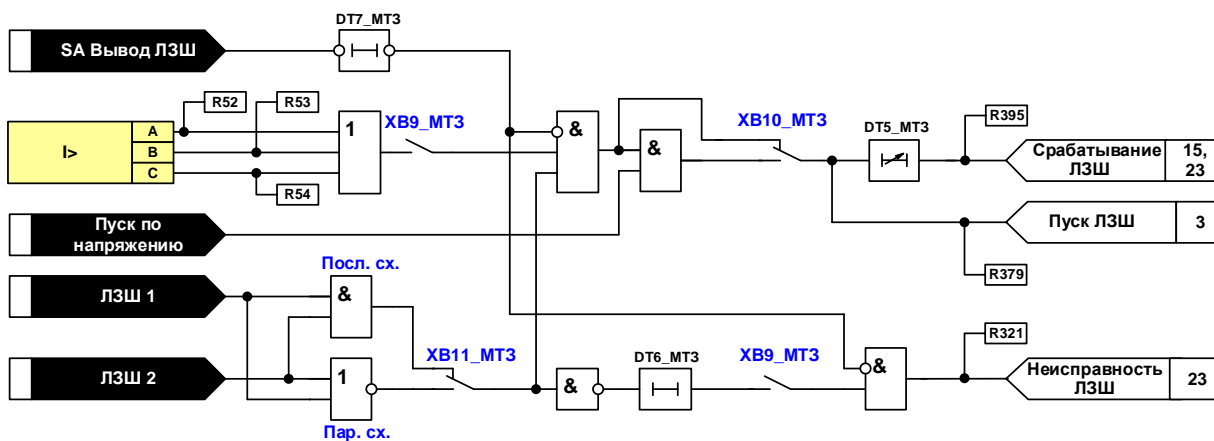 DT7_МТЗ
SA Вывод ЛЗШ
R52
R53
XB9_МТЗ
XB10_МТЗ
DT5_МТЗ
R395
I>
A
B
C
1
&
&
Срабатывание ЛЗШ
15, 23
R54
Пуск по напряжению
Пуск ЛЗШ
3
Посл. сх.
R379
ЛЗШ 1
&
XB11_МТЗ
DT6_МТЗ
XB9_МТЗ
R321
ЛЗШ 2
1
&
&
Неисправность ЛЗШ
23
Пар. сх.